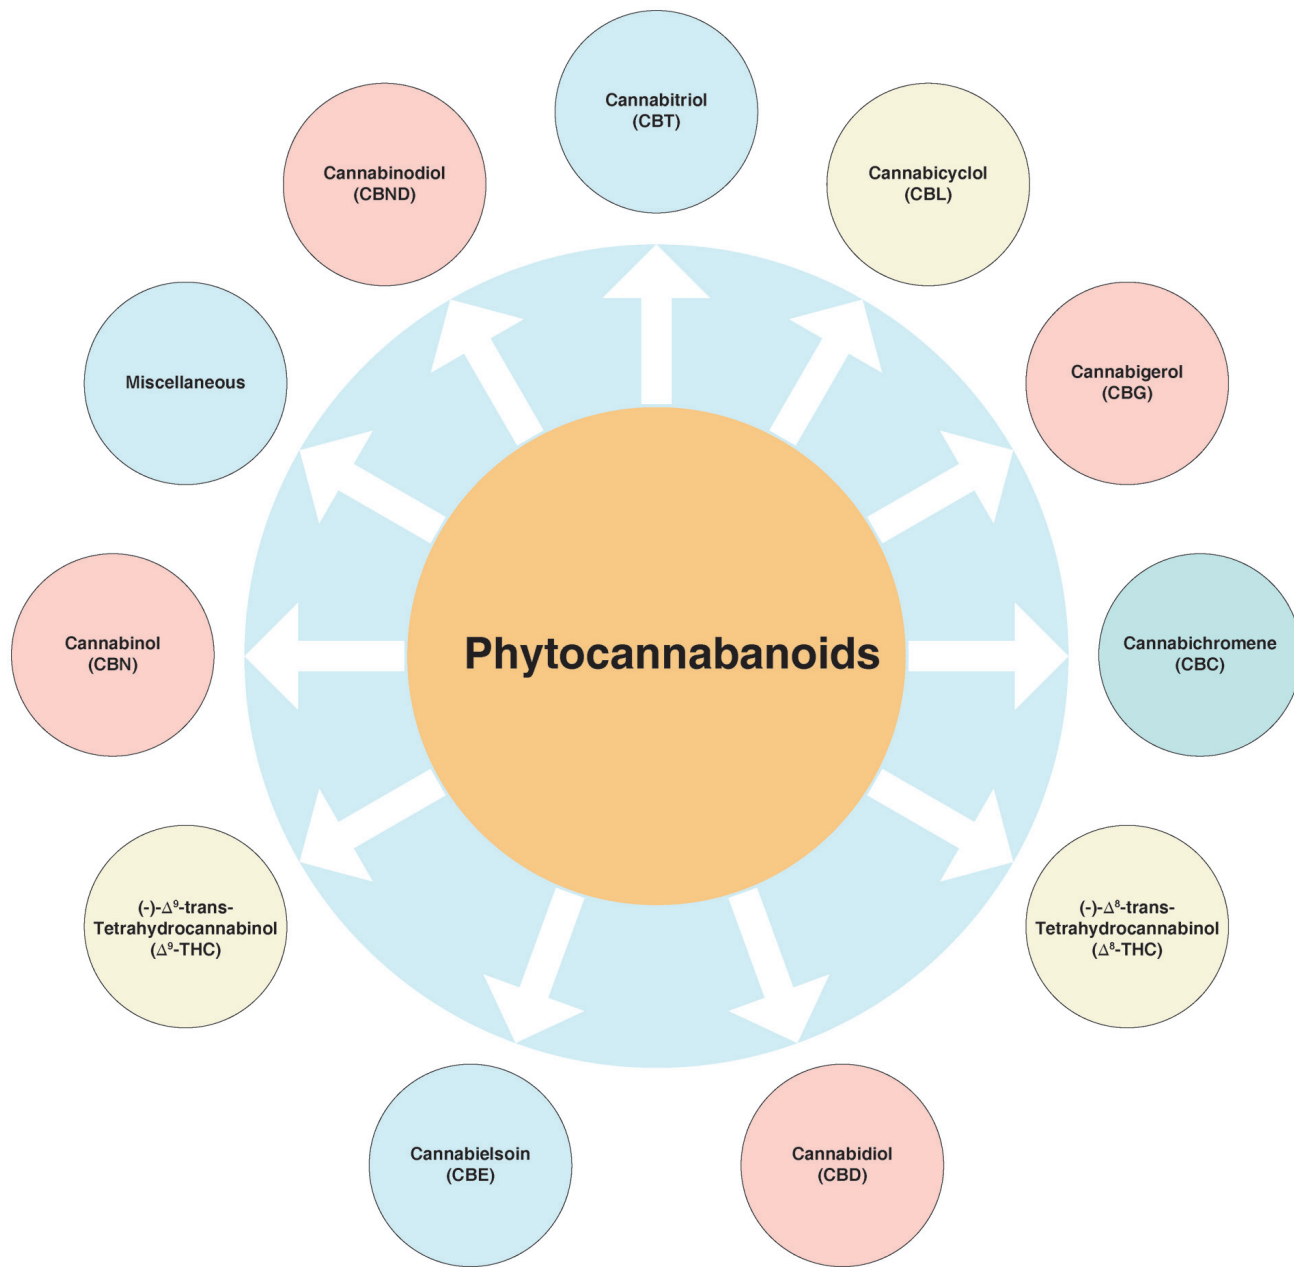 Cannabitriol
(CBT)
Cannabicyclol
(CBL)
Cannabigerol
(CBG)
Cannabichromene
(CBC)
(-)-Δ⁸-trans-
Tetrahydrocannabinol
(Δ⁸-THC)
Cannabidiol
(CBD)
Cannabielsoin
(CBE)
(-)-Δ⁹-trans-
Tetrahydrocannabinol
(Δ⁹-THC)
Cannabinol
(CBN)
Miscellaneous
Cannabinodiol
(CBND)
Phytocannabanoids